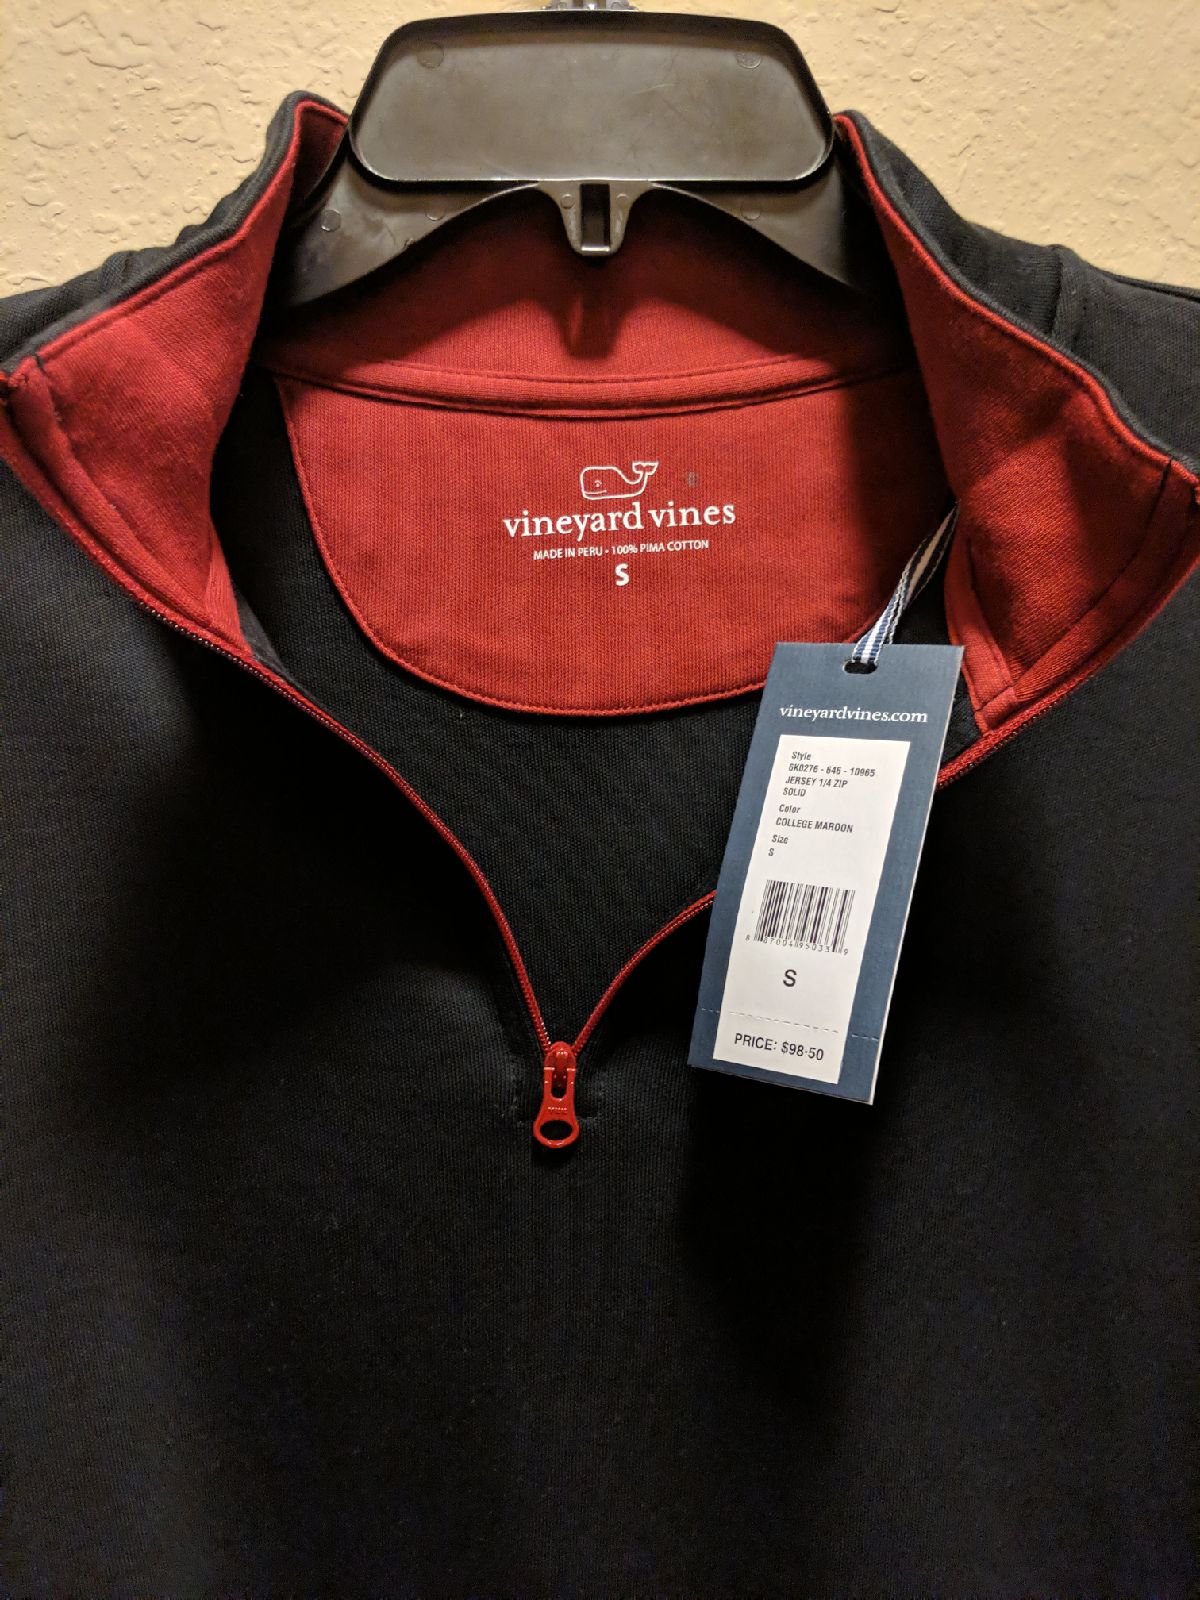 vineyard vines
MADE IN PERU • 100% PIMA COTTON
S
vineyardvines.com
Style
JERSEY 1/4 ZIP
SOLID
Color
COLLEGE MAROON
Size
S
S
PRICE: $98.50